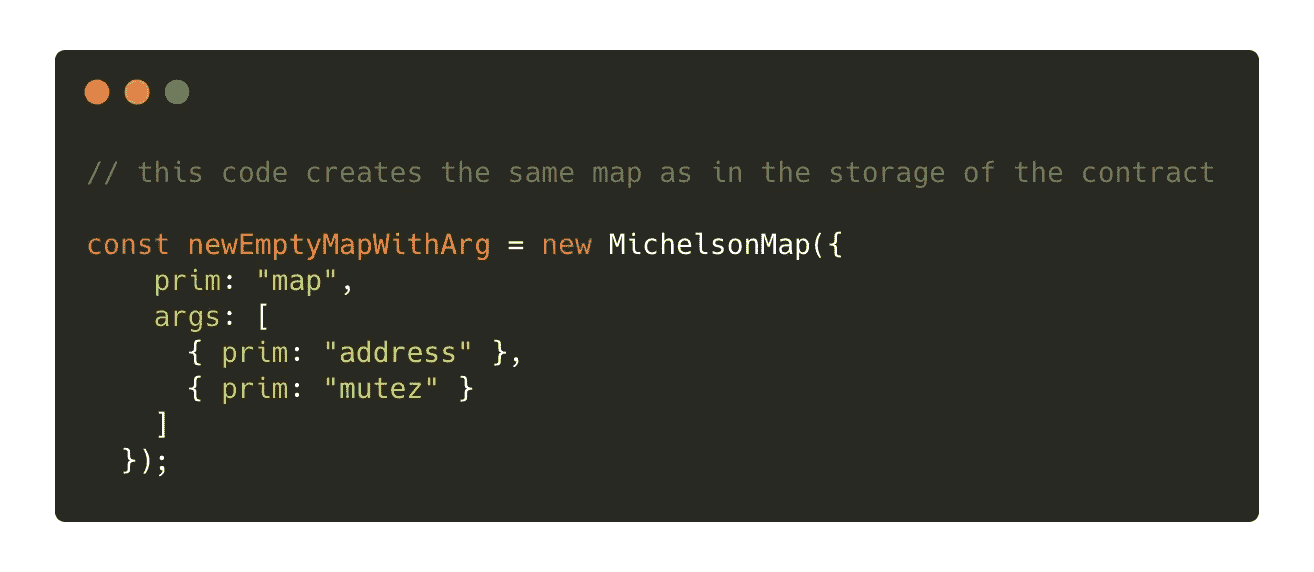 // this code creates the same map as in the storage of the contract
const newEmptyMapWithArg = new MichelsonMap({
    prim: "map",
    args: [
      { prim: "address" },
      { prim: "mutez" }
    ]
  });